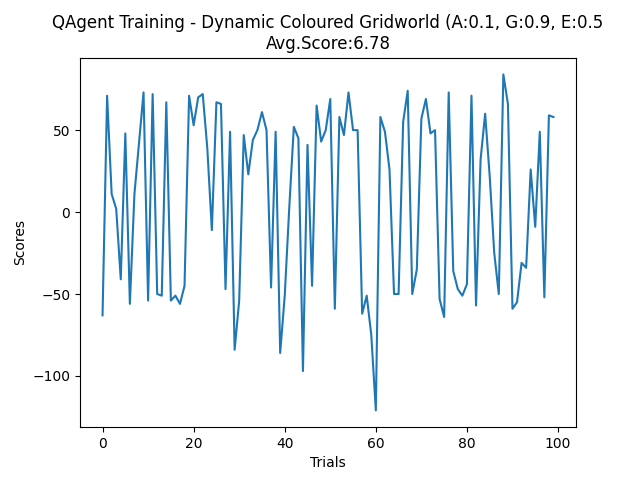 QAgent Training - Dynamic Coloured Gridworld (A:0.1, G:0.9, E:0.5
Avg.Score:6.78
50
0
−50
−100
Scores
0 20 40 60 80 100
Trials